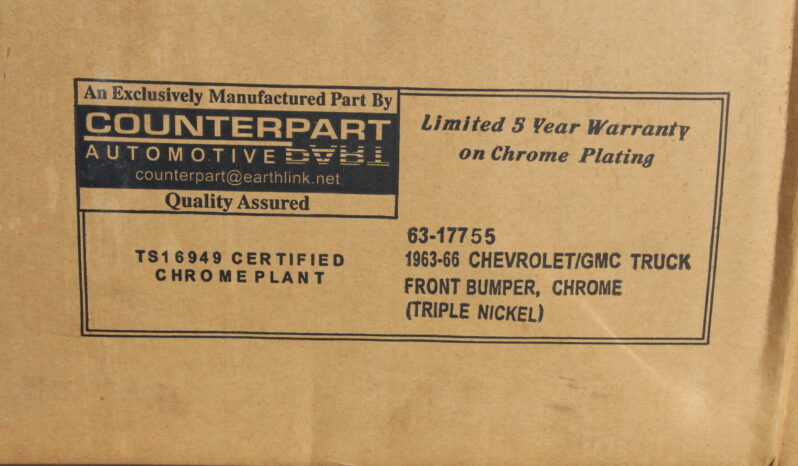 An Exclusively Manufactured Part By
COUNTERPART
AUTOMOTIVE PART
counterpart@earthlink.net
Quality Assured
TS16949 CERTIFIED
CHROME PLANT
Limited 5 Year Warranty
on Chrome Plating
63-17755
1963-66 CHEVROLET/GMC TRUCK
FRONT BUMPER, CHROME
(TRIPLE NICKEL)